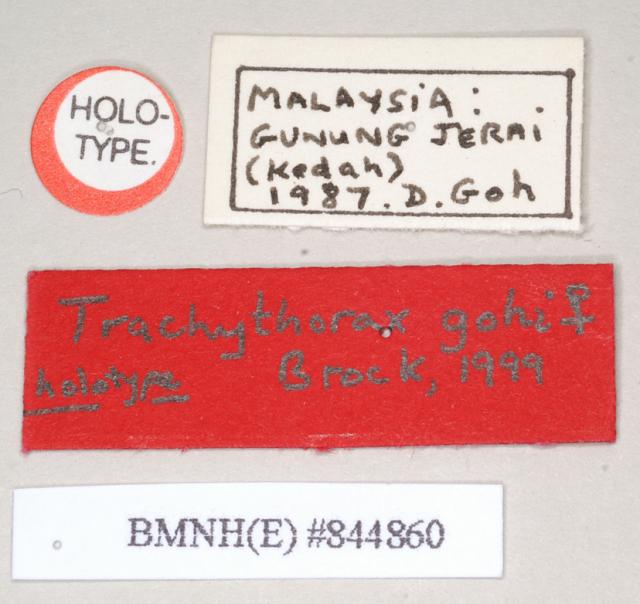 HOLO-
TYPE.
MALAYSIA:
GUNUNG JERAI
(Kedah)
1987. D. Goh
Trachythorax gohi ♀
holotype Brock, 1999
BMNH(E) #844860